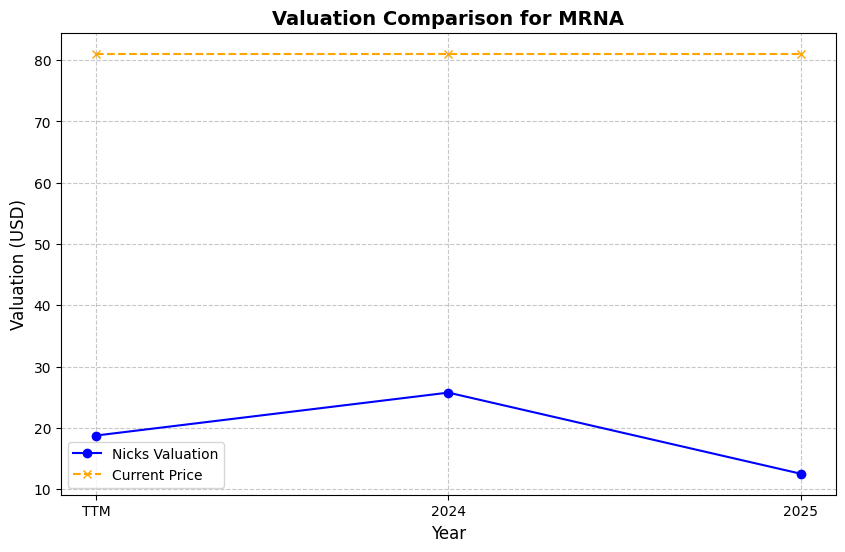 Valuation Comparison for MRNA
Valuation (USD)
80
70
60
50
40
30
20
10
Nicks Valuation
Current Price
TTM
2024
2025
Year